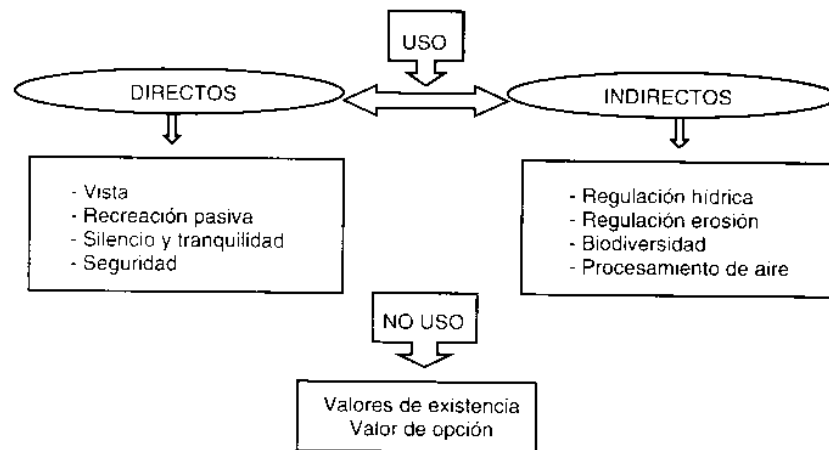 USO
DIRECTOS
INDIRECTOS
- Vista
- Recreación pasiva
- Silencio y tranquilidad
- Seguridad
- Regulación hídrica
- Regulación erosión
- Biodiversidad
- Procesamiento de aire
NO USO
Valores de existencia
Valor de opción